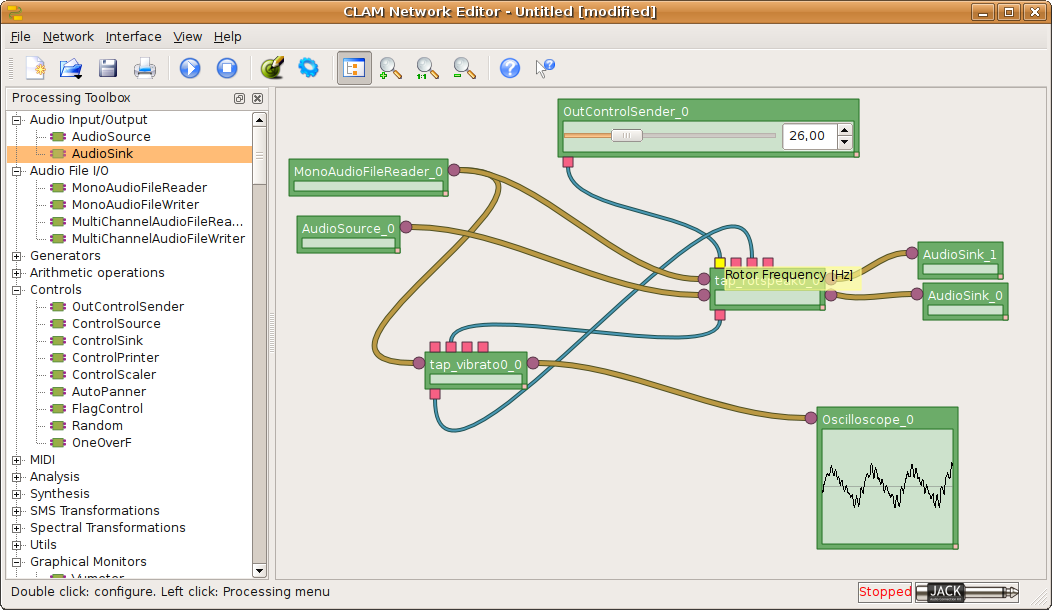 CLAM Network Editor - Untitled [modified]
File Network Interface View Help
Processing Toolbox
Audio Input/Output
AudioSource
AudioSink
Audio File I/O
MonoAudioFileReader
MonoAudioFileWriter
MultiChannelAudioFileRea...
MultiChannelAudioFileWriter
Generators
Arithmetic operations
Controls
OutControlSender
ControlSource
ControlSink
ControlPrinter
ControlScaler
AutoPanner
FlagControl
Random
OneOverF
MIDI
Analysis
Synthesis
SMS Transformations
Spectral Transformations
Utils
Graphical Monitors
Vumeter
1:1
OutControlSender_0
26,00
MonoAudioFileReader_0
AudioSource_0
Rotor Frequency [Hz]
tap_rotspeak0_0
AudioSink_1
AudioSink_0
tap_vibrato0_0
Oscilloscope_0
Double click: configure. Left click: Processing menu
Stopped
JACK